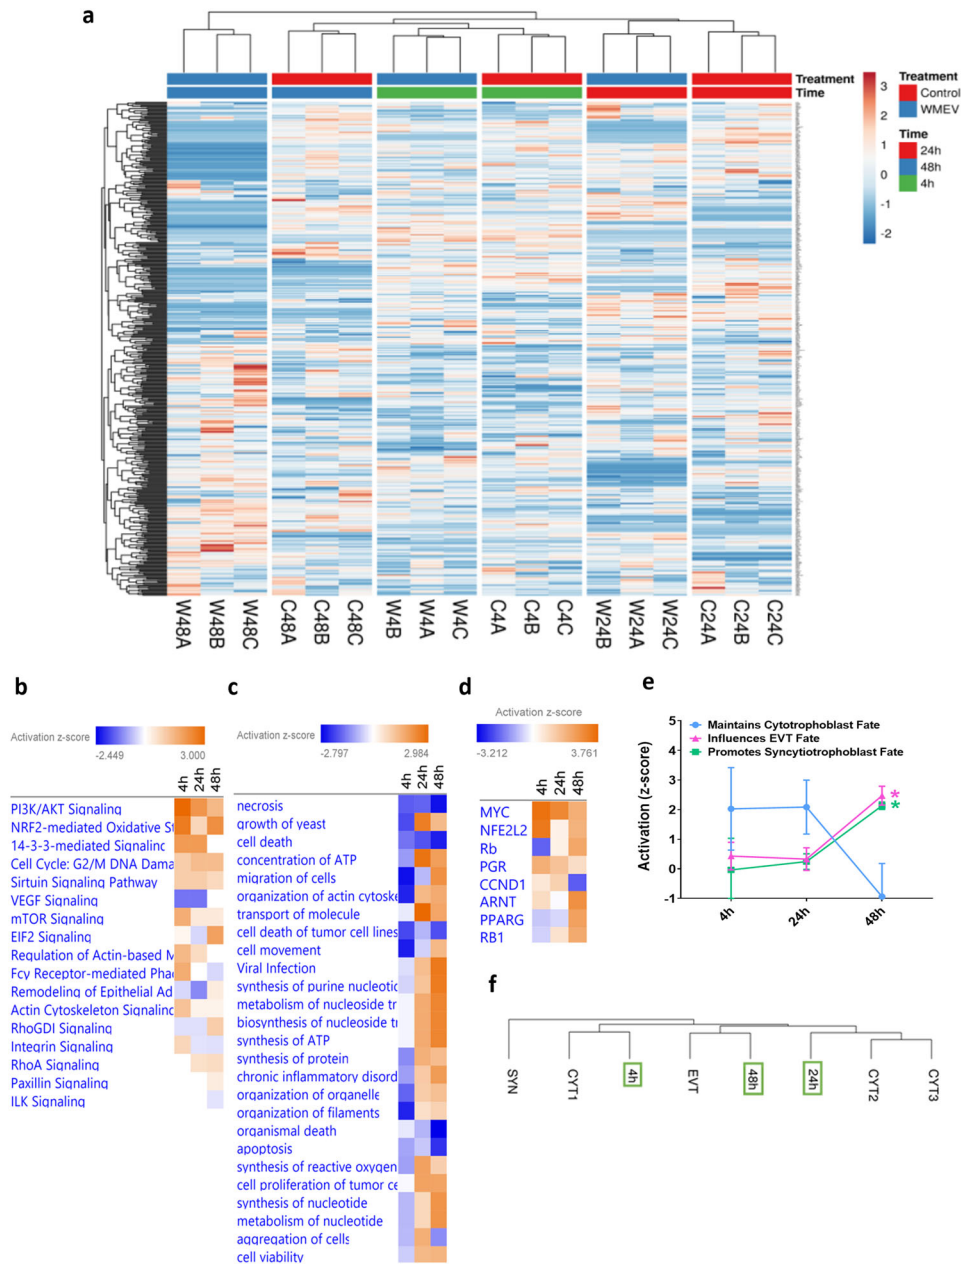 a
Treatment
Time
3
2
1
0
-1
-2
Treatment
Control
WMEV
Time
24h
48h
4h
W48A W48B W48C C48A C48B C48C W4B W4A W4C C4A C4B C4C W24B W24A W24C C24A C24B C24C
b
Activation z-score
-2.449 3.000
4h 24h 48h
PI3K/AKT Signaling
NRF2-mediated Oxidative St
14-3-3-mediated Signaling
Cell Cycle: G2/M DNA Dama
Sirtuin Signaling Pathway
VEGF Signaling
mTOR Signaling
EIF2 Signaling
Regulation of Actin-based M
Fcγ Receptor-mediated Phag
Remodeling of Epithelial Ad
Actin Cytoskeleton Signaling
RhoGDI Signaling
Integrin Signaling
RhoA Signaling
Paxillin Signaling
ILK Signaling
c
Activation z-score
-2.797 2.984
4h 24h 48h
necrosis
growth of yeast
cell death
concentration of ATP
migration of cells
organization of actin cytoske
transport of molecule
cell death of tumor cell lines
cell movement
Viral Infection
synthesis of purine nucleotic
metabolism of nucleoside tr
biosynthesis of nucleoside tr
synthesis of ATP
synthesis of protein
chronic inflammatory disord
organization of organelle
organization of filaments
organismal death
apoptosis
synthesis of reactive oxygen
cell proliferation of tumor ce
synthesis of nucleotide
metabolism of nucleotide
aggregation of cells
cell viability
d
Activation z-score
-3.212 3.761
4h 24h 48h
MYC
NFE2L2
Rb
PGR
CCND1
ARNT
PPARG
RB1
e
Maintains Cytotrophoblast Fate
Influences EVT Fate
Promotes Syncytiotrophoblast Fate
Activation (z-score)
5
4
3
2
1
0
-1
*
*
4h 24h 48h
f
SYN CYT1 4h EVT 48h 24h CYT2 CYT3